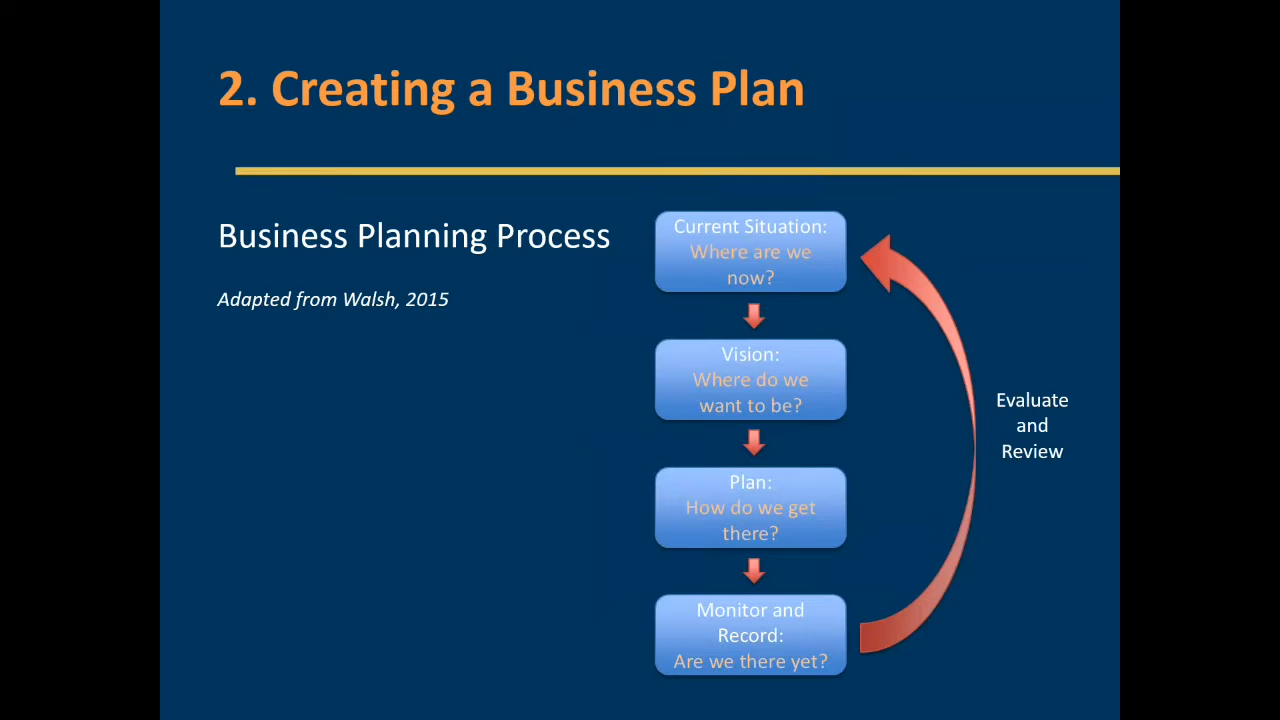 2. Creating a Business Plan
Business Planning Process
Adapted from Walsh, 2015
Current Situation:
Where are we
now?
Vision:
Where do we
want to be?
Plan:
How do we get
there?
Monitor and
Record:
Are we there yet?
Evaluate
and
Review